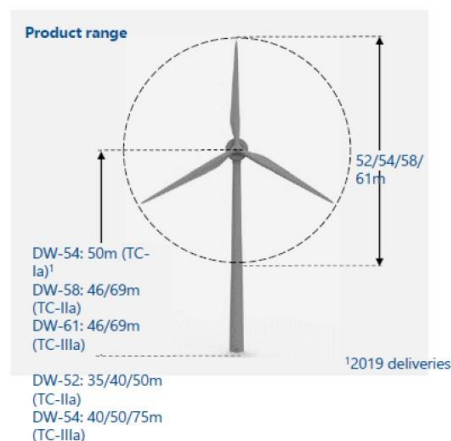 Product range
52/54/58/
61m
DW-54: 50m (TC-
Ia)¹
DW-58: 46/69m
(TC-IIa)
DW-61: 46/69m
(TC-IIIa)
¹2019 deliveries
DW-52: 35/40/50m
(TC-IIa)
DW-54: 40/50/75m
(TC-IIIa)